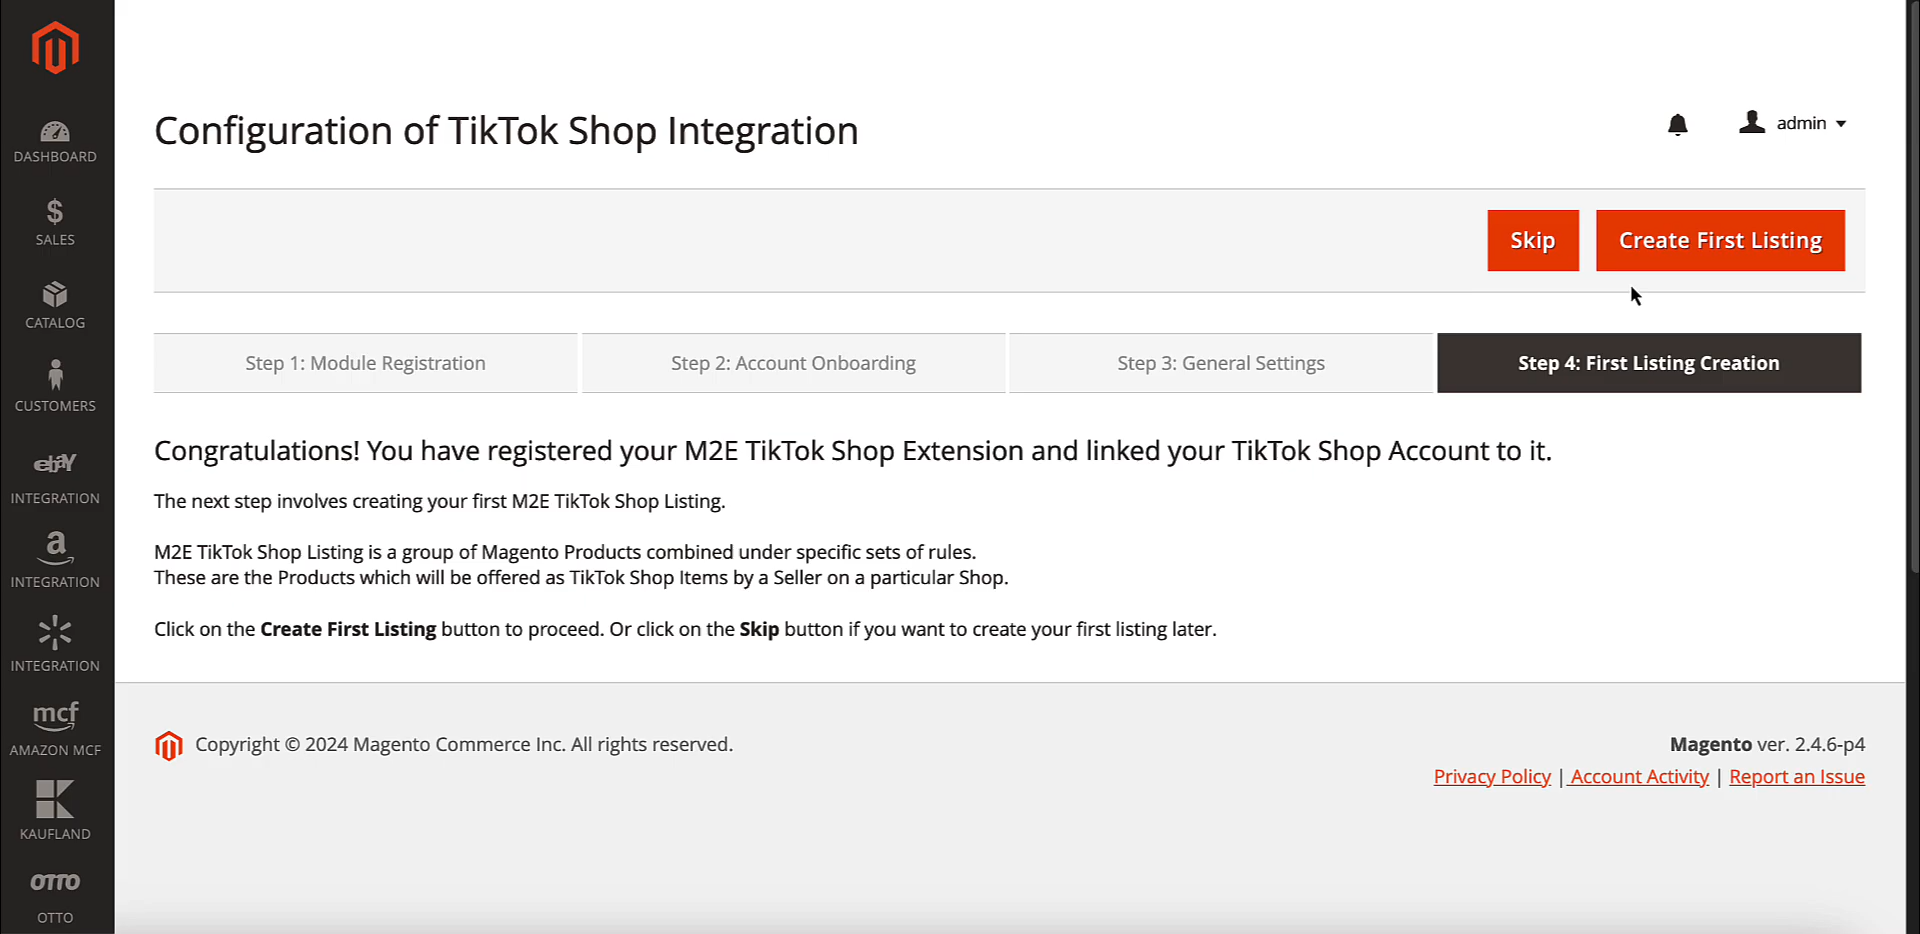 DASHBOARD
$
SALES
CATALOG
CUSTOMERS
ebay
INTEGRATION
a
INTEGRATION
INTEGRATION
mcf
AMAZON MCF
KAUFLAND
OTTO
OTTO
Configuration of TikTok Shop Integration
admin
Skip
Create First Listing
Step 1: Module Registration
Step 2: Account Onboarding
Step 3: General Settings
Step 4: First Listing Creation
Congratulations! You have registered your M2E TikTok Shop Extension and linked your TikTok Shop Account to it.
The next step involves creating your first M2E TikTok Shop Listing.
M2E TikTok Shop Listing is a group of Magento Products combined under specific sets of rules.
These are the Products which will be offered as TikTok Shop Items by a Seller on a particular Shop.
Click on the Create First Listing button to proceed. Or click on the Skip button if you want to create your first listing later.
Copyright © 2024 Magento Commerce Inc. All rights reserved.
Magento ver. 2.4.6-p4
Privacy Policy | Account Activity | Report an Issue